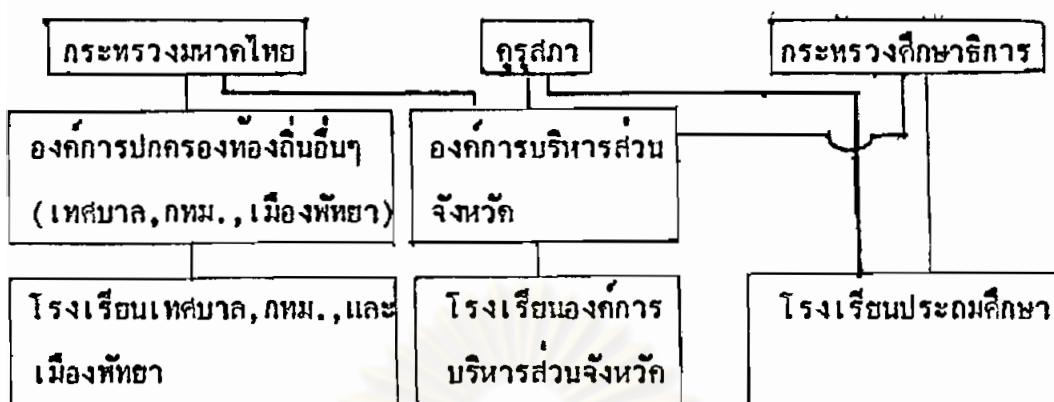 กระทรวงมหาดไทย
คุรุสภา
กระทรวงศึกษาธิการ
องค์การปกครองท้องถิ่นอื่นๆ
(เทศบาล,กทม.,เมืองพัทยา)
องค์การบริหารส่วน
จังหวัด
โรงเรียนเทศบาล,กทม.,และ
เมืองพัทยา
โรงเรียนองค์การ
บริหารส่วนจังหวัด
โรงเรียนประถมศึกษา